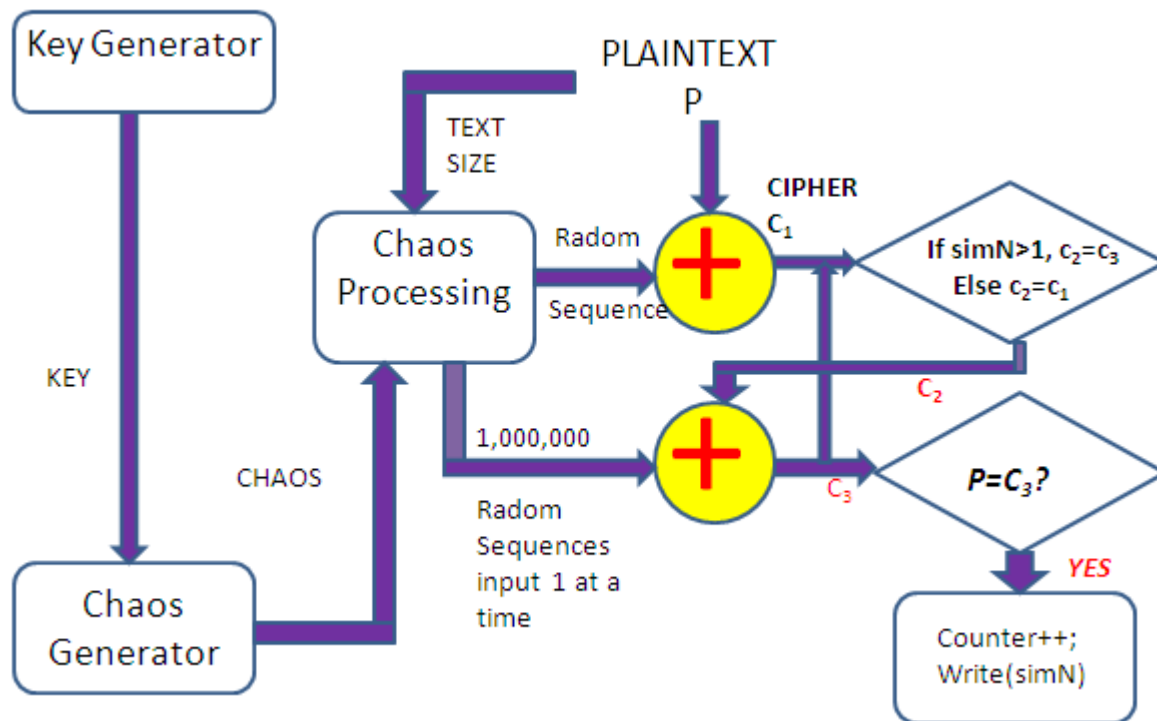 Key Generator
PLAINTEXT
P
TEXT
SIZE
CIPHER
C₁
Chaos
Processing
Radom
Sequence
If simN>1, c₂=c₃
Else c₂=c₁
KEY
C₂
1,000,000
CHAOS
C₃
P=C₃?
Radom
Sequences
input 1 at a
time
YES
Chaos
Generator
Counter++;
Write(simN)